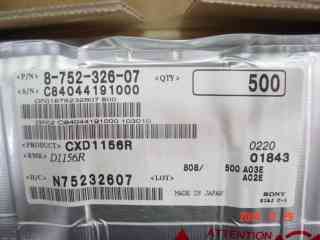 <P/N> 8-752-326-07 <QTY> 500
<S/N> C84044191000
<PRODUCT> CXD1156R 0220
<RMK> D1156R 01843
808/ 500 A03E
A02E
<B/C> N75232607 <LOT>
MADE IN JAPAN
SONY
ATTENTION